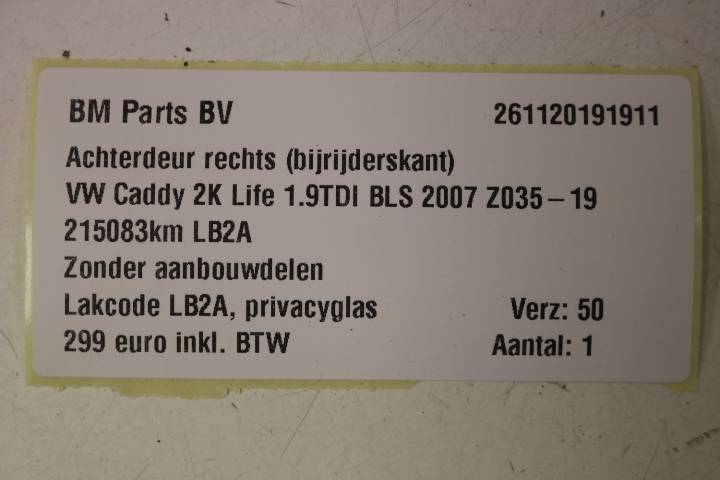 BM Parts BV 261120191911
Achterdeur rechts (bijrijderskant)
VW Caddy 2K Life 1.9TDI BLS 2007 Z035-19
215083km LB2A
Zonder aanbouwdelen
Lakcode LB2A, privacyglas Verz: 50
299 euro inkl. BTW Aantal: 1